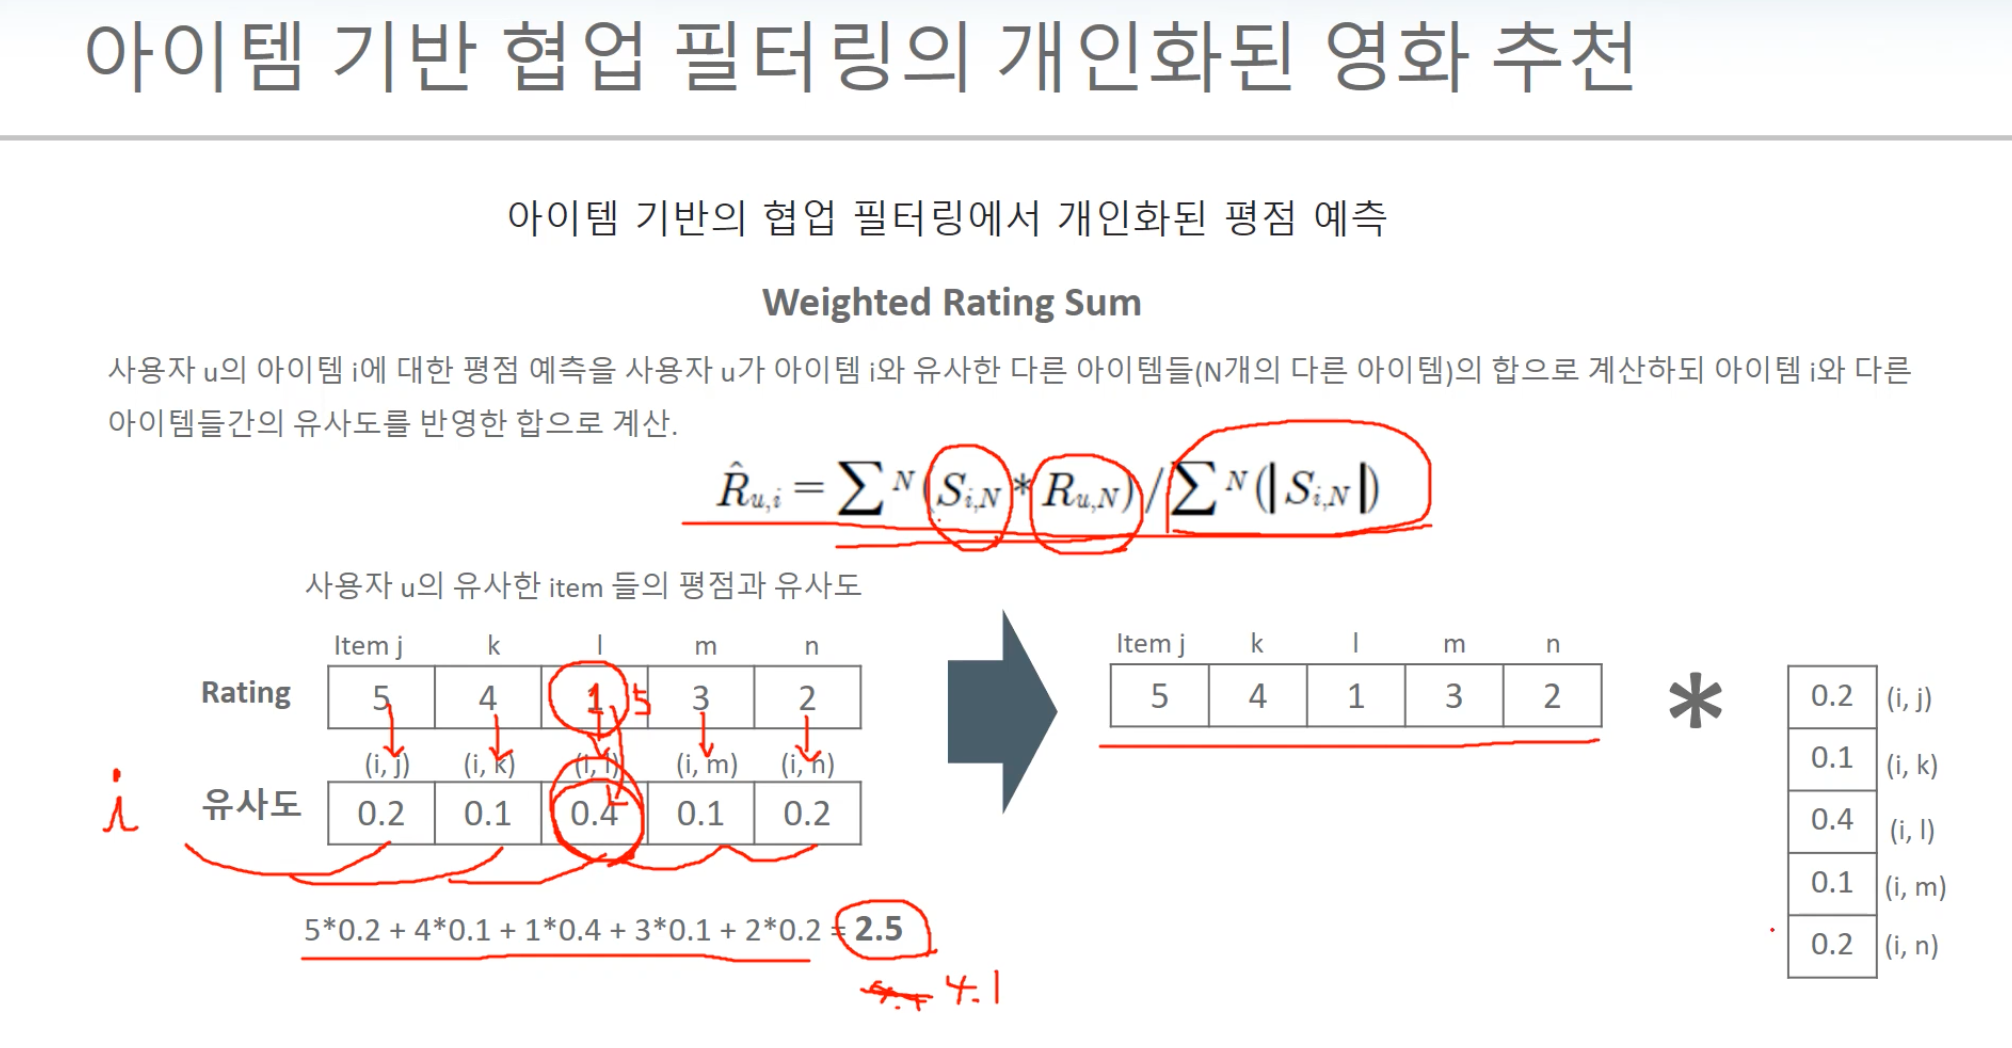 아이템 기반 협업 필터링의 개인화된 영화 추천
아이템 기반의 협업 필터링에서 개인화된 평점 예측
Weighted Rating Sum
사용자 u의 아이템 i에 대한 평점 예측을 사용자 u가 아이템 i와 유사한 다른 아이템들(N개의 다른 아이템)의 합으로 계산하되 아이템 i와 다른
아이템들간의 유사도를 반영한 합으로 계산.
R̂u,i = ∑ N (Si,N * Ru,N) / ∑ N (| Si,N |)
사용자 u의 유사한 item 들의 평점과 유사도
Item j k l m n
Rating 5 4 1 5 3 2
(i, j) (i, k) (i, l) (i, m) (i, n)
i 유사도 0.2 0.1 0.4 0.1 0.2
5*0.2 + 4*0.1 + 1*0.4 + 3*0.1 + 2*0.2 = 2.5
4.1
Item j k l m n
5 4 1 3 2
*
0.2 (i, j)
0.1 (i, k)
0.4 (i, l)
0.1 (i, m)
0.2 (i, n)